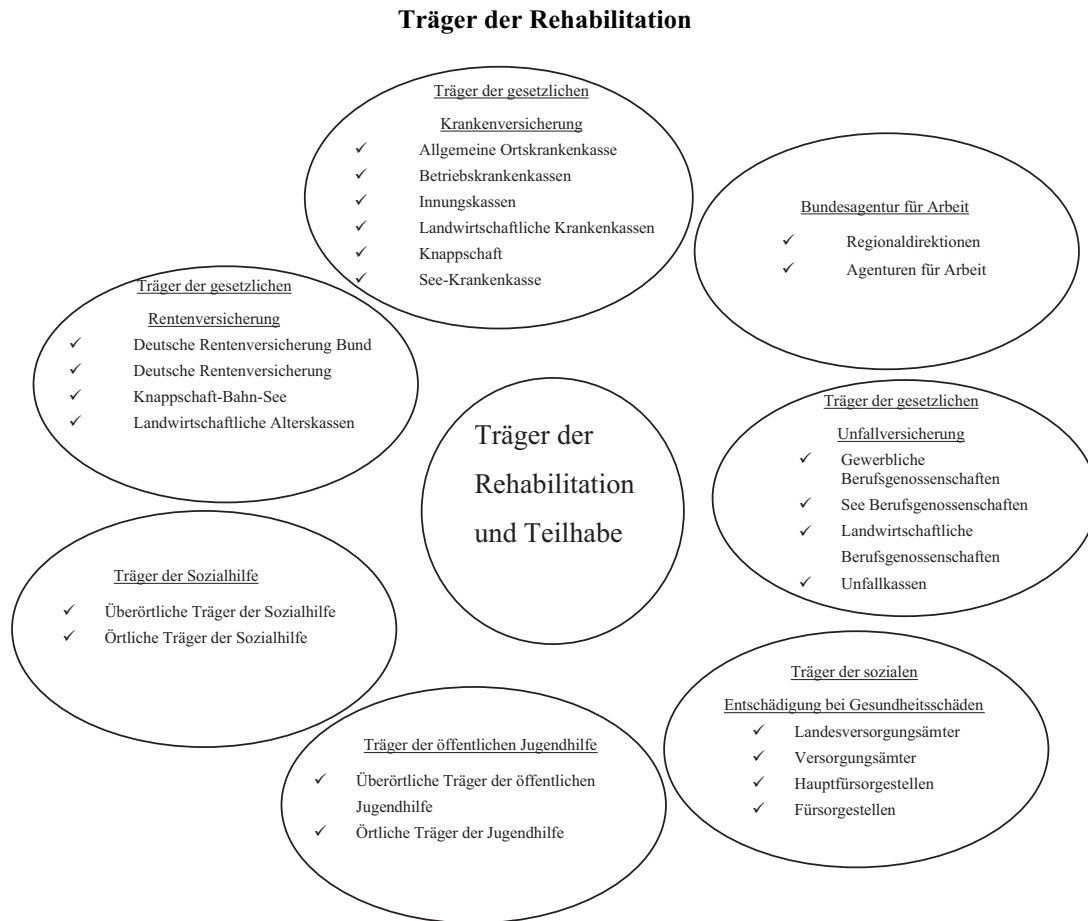 Träger der Rehabilitation
Träger der gesetzlichen
Krankenversicherung
✓ Allgemeine Ortskrankenkasse
✓ Betriebskrankenkassen
✓ Innungskassen
✓ Landwirtschaftliche Krankenkassen
✓ Knappschaft
✓ See-Krankenkasse
Bundesagentur für Arbeit
✓ Regionaldirektionen
✓ Agenturen für Arbeit
Träger der gesetzlichen
Rentenversicherung
✓ Deutsche Rentenversicherung Bund
✓ Deutsche Rentenversicherung
✓ Knappschaft-Bahn-See
✓ Landwirtschaftliche Alterskassen
Träger der
Rehabilitation
und Teilhabe
Träger der gesetzlichen
Unfallversicherung
✓ Gewerbliche
Berufsgenossenschaften
✓ See Berufsgenossenschaften
✓ Landwirtschaftliche
Berufsgenossenschaften
✓ Unfallkassen
Träger der Sozialhilfe
✓ Überörtliche Träger der Sozialhilfe
✓ Örtliche Träger der Sozialhilfe
Träger der sozialen
Entschädigung bei Gesundheitsschäden
✓ Landesversorgungsämter
✓ Versorgungsämter
✓ Hauptfürsorgestellen
✓ Fürsorgestellen
Träger der öffentlichen Jugendhilfe
✓ Überörtliche Träger der öffentlichen
Jugendhilfe
✓ Örtliche Träger der Jugendhilfe